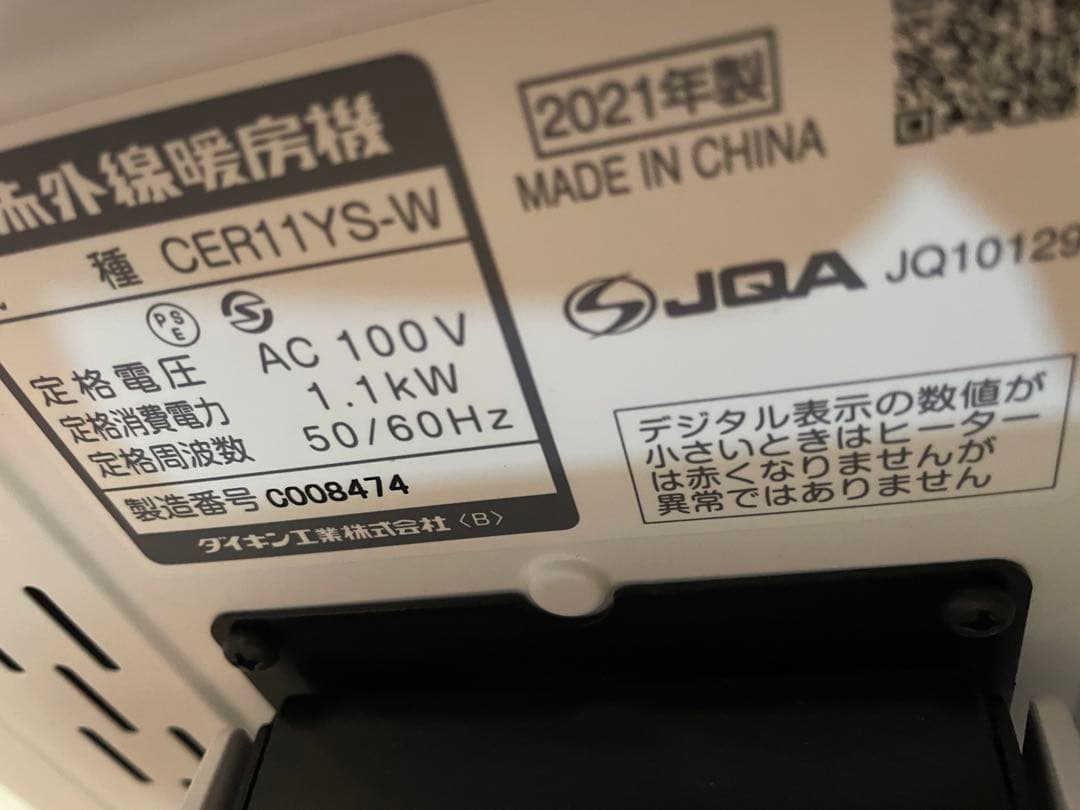 赤外線暖房機
種 CER11YS-W
PSE
定格電圧 AC 100V
定格消費電力 1.1kW
定格周波数 50/60Hz
製造番号 C008474
ダイキン工業株式会社〈B〉
2021年製
MADE IN CHINA
JQA JQ10129
デジタル表示の数値が
小さいときはヒーター
は赤くなりませんが
異常ではありません